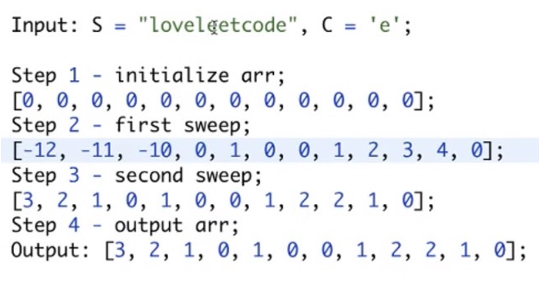 Input: S = "loveleetcode", C = 'e';
Step 1 - initialize arr;
[0, 0, 0, 0, 0, 0, 0, 0, 0, 0, 0, 0];
Step 2 - first sweep;
[-12, -11, -10, 0, 1, 0, 0, 1, 2, 3, 4, 0];
Step 3 - second sweep;
[3, 2, 1, 0, 1, 0, 0, 1, 2, 2, 1, 0];
Step 4 - output arr;
Output: [3, 2, 1, 0, 1, 0, 0, 1, 2, 2, 1, 0];